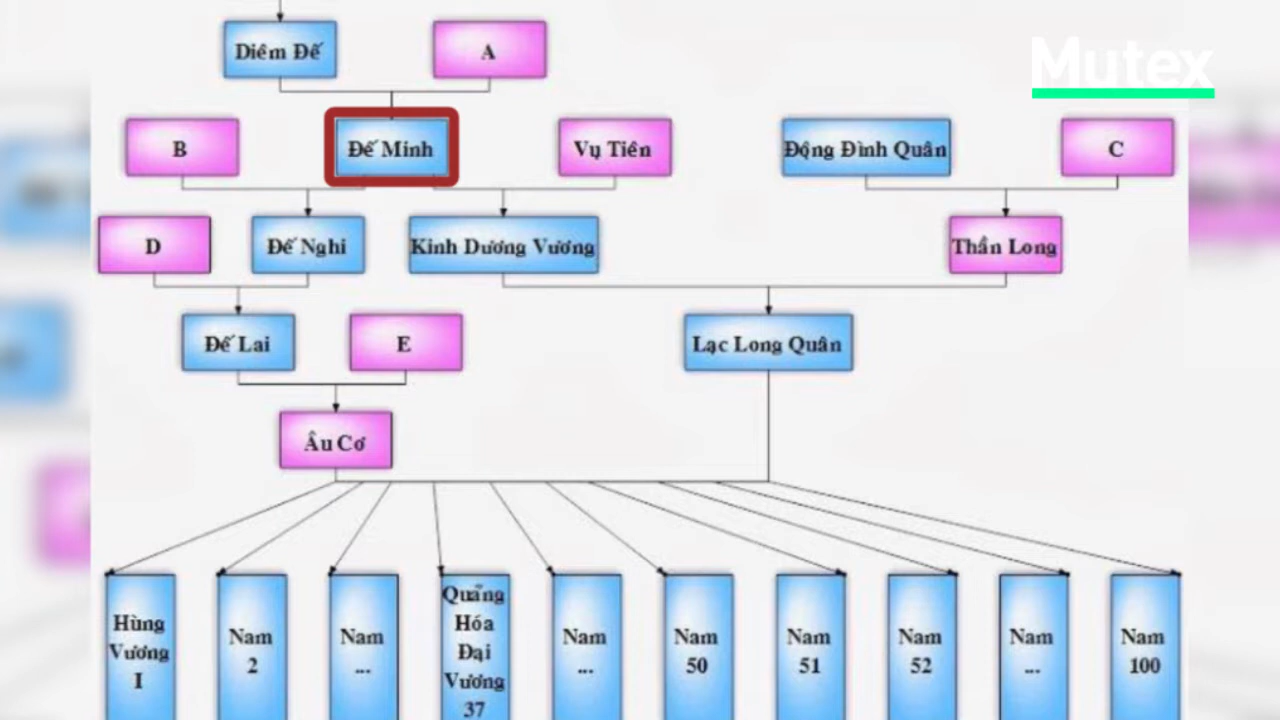 Mutex
Diêm Đế
A
B
Đế Minh
Vụ Tiên
Động Đình Quân
C
D
Đế Nghi
Kinh Dương Vương
Thần Long
Đế Lai
E
Lạc Long Quân
Âu Cơ
Hùng
Vương
I
Nam
2
Nam
...
Quảng
Hóa
Đại
Vương
37
Nam
...
Nam
50
Nam
51
Nam
52
Nam
...
Nam
100